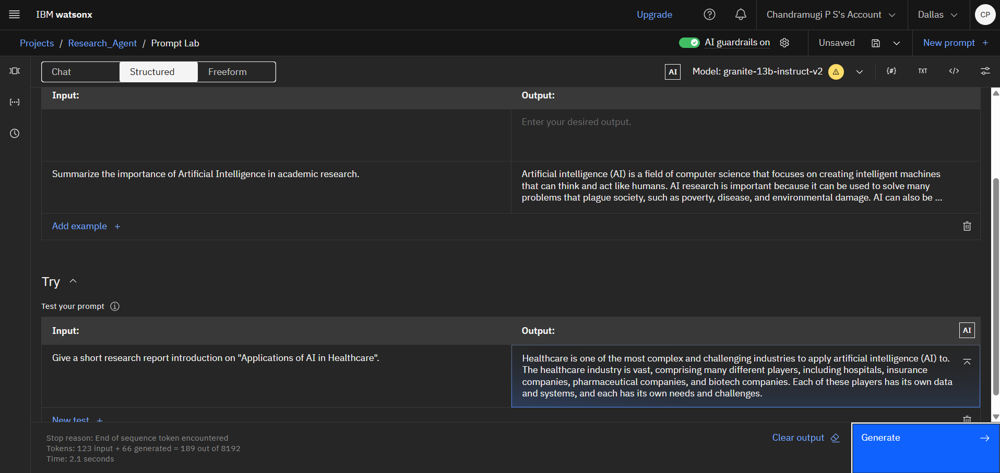 IBM watsonx
Upgrade
Chandramugi P S's Account
Dallas
CP
Projects / Research_Agent / Prompt Lab
AI guardrails on
Unsaved
New prompt +
Chat
Structured
Freeform
AI
Model: granite-13b-instruct-v2
{#}
TXT
</>
Input:
Output:
Enter your desired output.
Summarize the importance of Artificial Intelligence in academic research.
Artificial intelligence (AI) is a field of computer science that focuses on creating intelligent machines
that can think and act like humans. AI research is important because it can be used to solve many
problems that plague society, such as poverty, disease, and environmental damage. AI can also be ...
Add example +
Try
Test your prompt
Input:
Output:
AI
Give a short research report introduction on "Applications of AI in Healthcare".
Healthcare is one of the most complex and challenging industries to apply artificial intelligence (AI) to.
The healthcare industry is vast, comprising many different players, including hospitals, insurance
companies, pharmaceutical companies, and biotech companies. Each of these players has its own data
and systems, and each has its own needs and challenges.
New test +
Stop reason: End of sequence token encountered
Tokens: 123 input + 66 generated = 189 out of 8192
Time: 2.1 seconds
Clear output
Generate